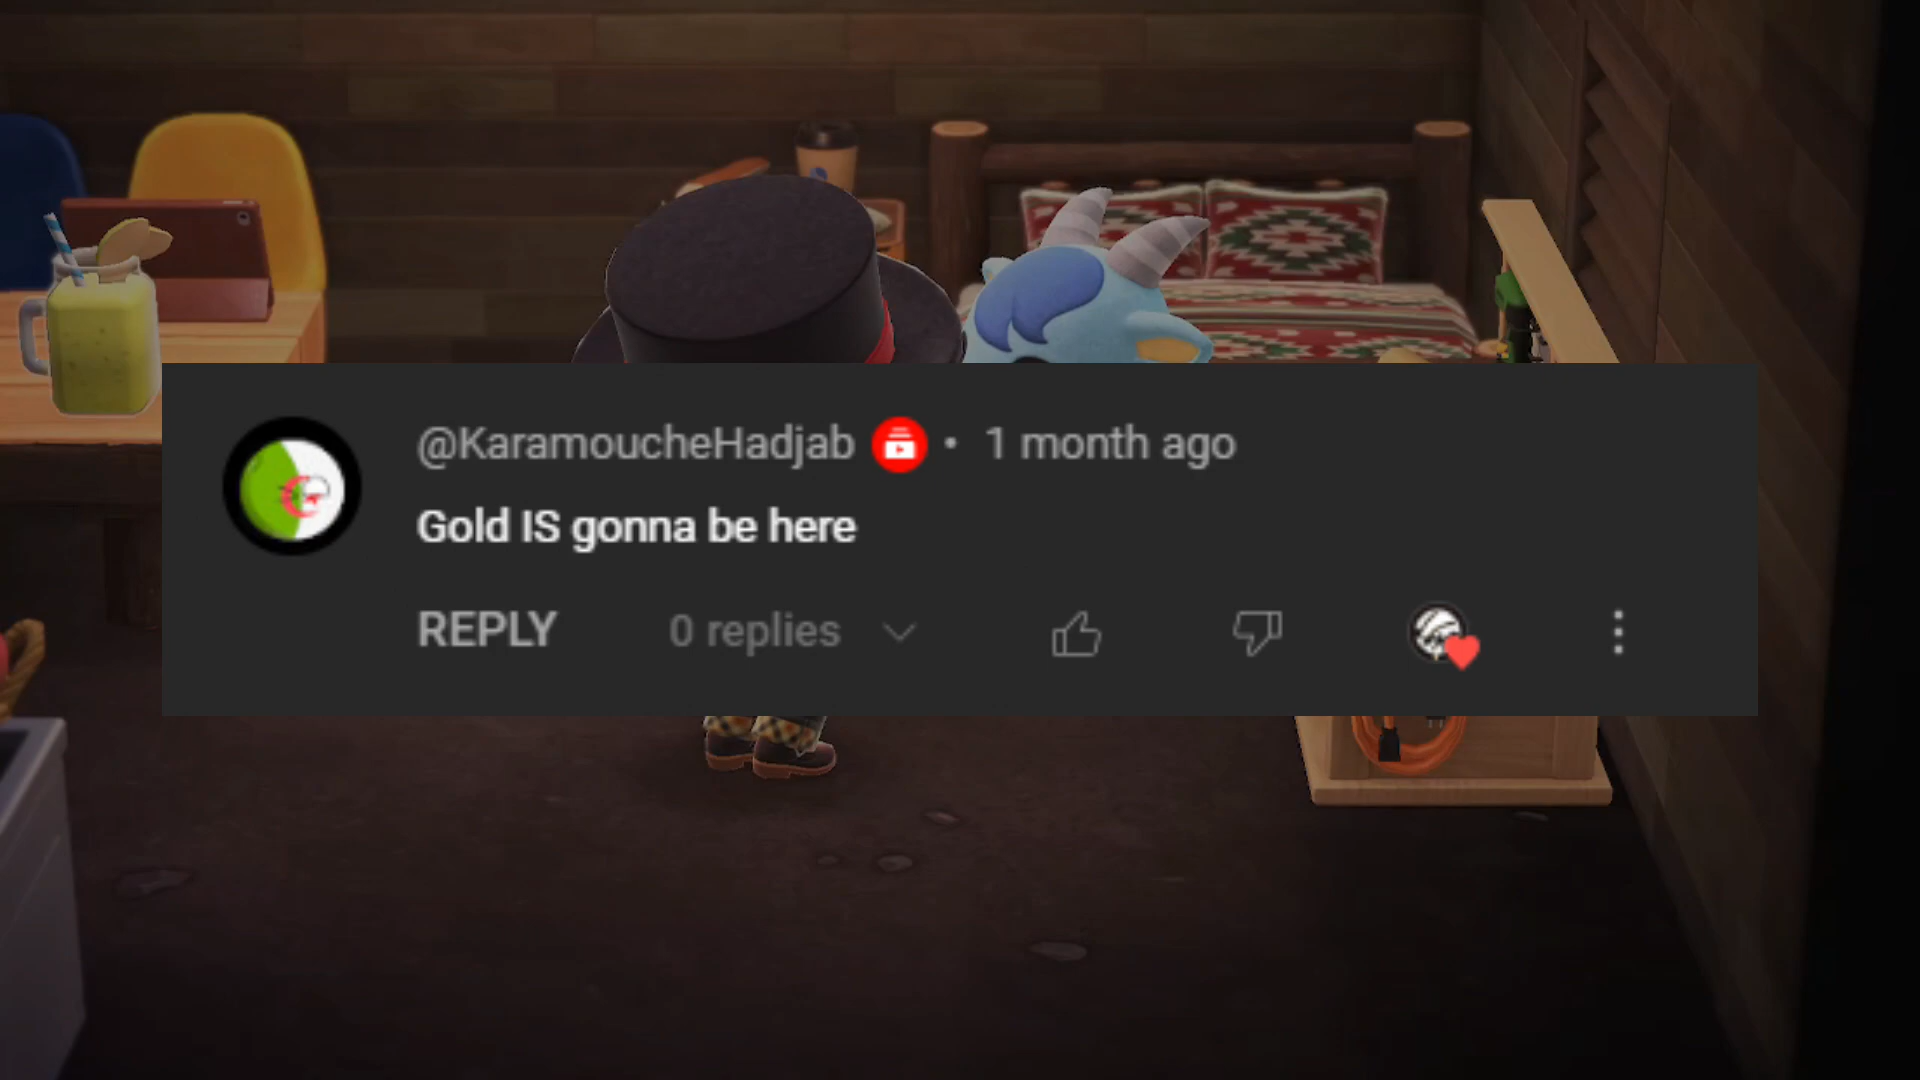 @KaramoucheHadjab • 1 month ago
Gold IS gonna be here
REPLY 0 replies